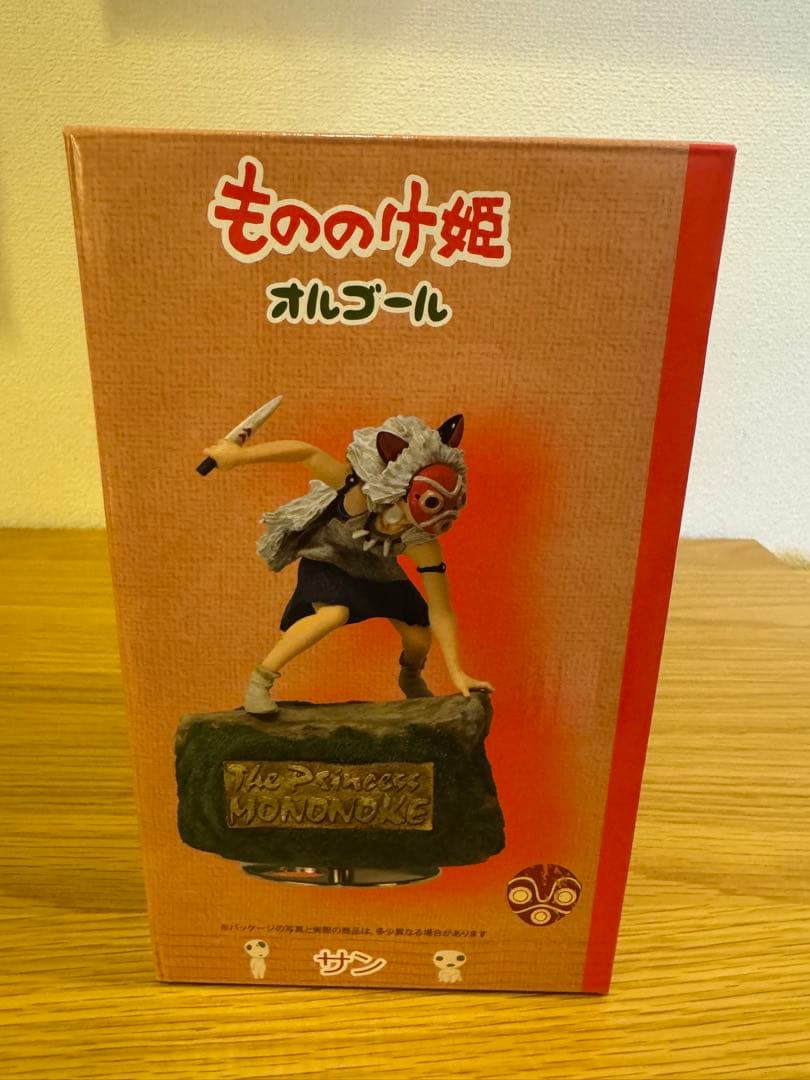 もののけ姫
オルゴール
The Princess
MONONOKE
※パッケージの写真と実際の商品は、多少異なる場合があります
サン